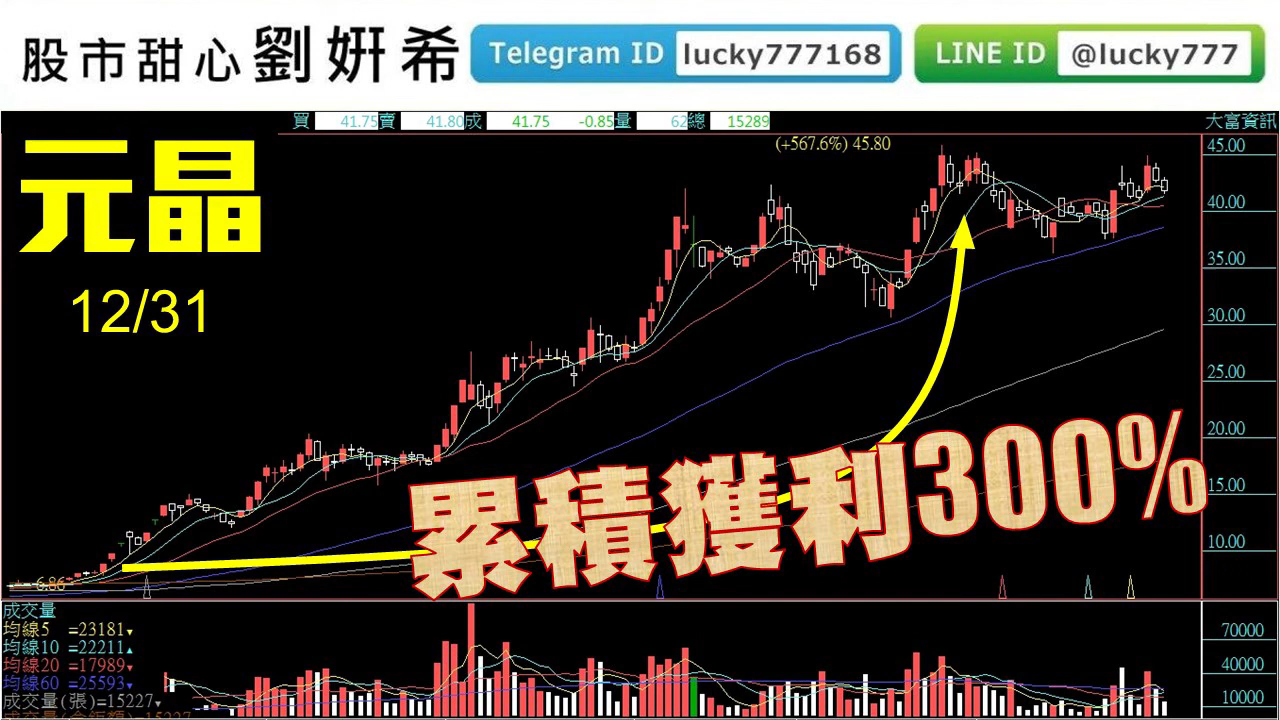 股市甜心劉妍希 Telegram ID lucky777168 LINE ID @lucky777
買 41.75 賣 41.80 成 41.75 -0.85 量 62 總 15289 大富資訊
元晶
12/31
(+567.6%) 45.80
45.00
40.00
35.00
30.00
25.00
20.00
15.00
10.00
累積獲利300%
6.86
成交量
均線5 =23181▼
均線10 =22211▲
均線20 =17989▼
均線60 =25593▼
成交量(張)=15227▼
70000
40000
10000